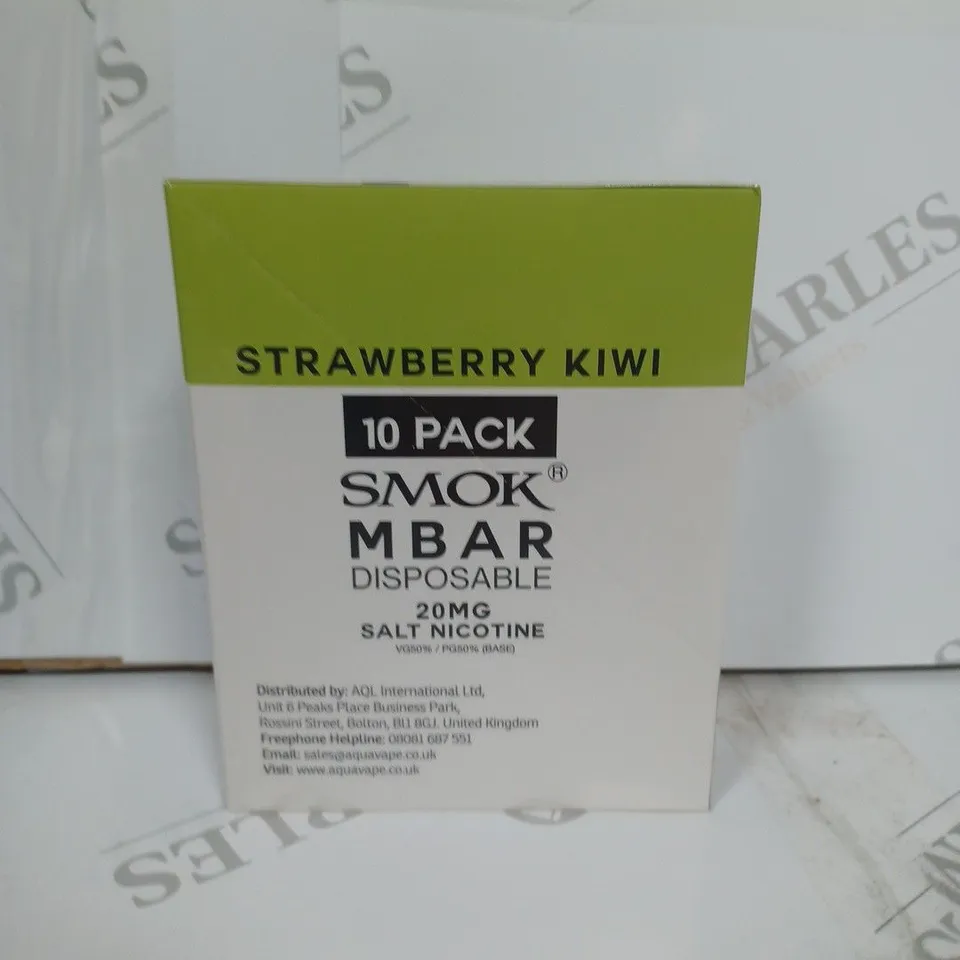 STRAWBERRY KIWI
10 PACK
SMOK®
MBAR
DISPOSABLE
20MG
SALT NICOTINE
VG50% / PG50% (BASE)
Distributed by: AQL International Ltd,
Unit 6 Peaks Place Business Park,
Rossini Street, Bolton, BL1 8GJ. United Kingdom
Freephone Helpline: 08081 687 551
Email: sales@aquavape.co.uk
Visit: www.aquavape.co.uk